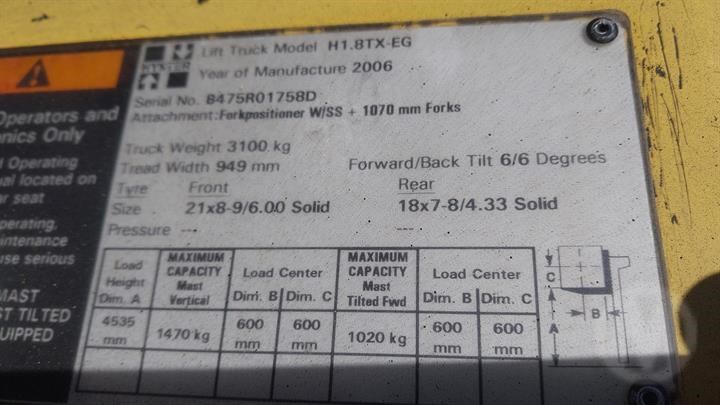 Operators and
nics Only
Operating
al located on
r seat
perating,
intenance
use serious
MAST
ST TILTED
QUIPPED
HYSTER
Lift Truck Model H1.8TX-EG
Year of Manufacture 2006
Serial No. B475R01758D
Attachment: Forkpositioner W/SS + 1070 mm Forks
Truck Weight 3100 kg
Tread Width 949 mm Forward/Back Tilt 6/6 Degrees
Tyre Front Rear
Size 21x8-9/6.00 Solid 18x7-8/4.33 Solid
Pressure --- ---
Load Height Dim. A
MAXIMUM CAPACITY Mast Vertical
Load Center Dim. B Dim. C
MAXIMUM CAPACITY Mast Tilted Fwd
Load Center Dim. B Dim. C
4535 mm 1470 kg 600 mm 600 mm 1020 kg 600 mm 600 mm
C
B
A